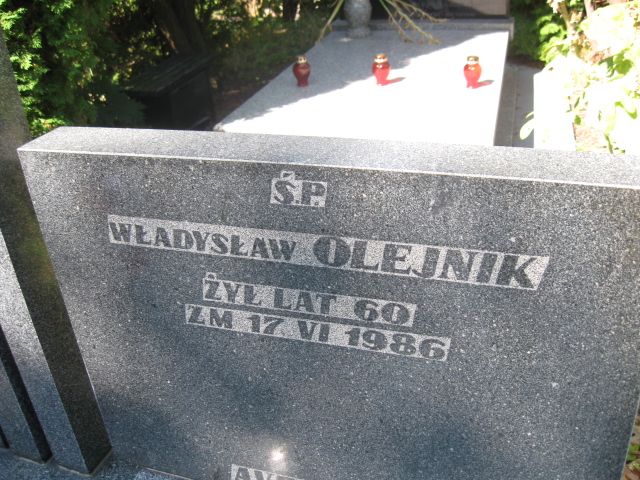 Ś.P.
WŁADYSŁAW OLEJNIK
ŻYŁ LAT 60
ZM 17 VI 1986